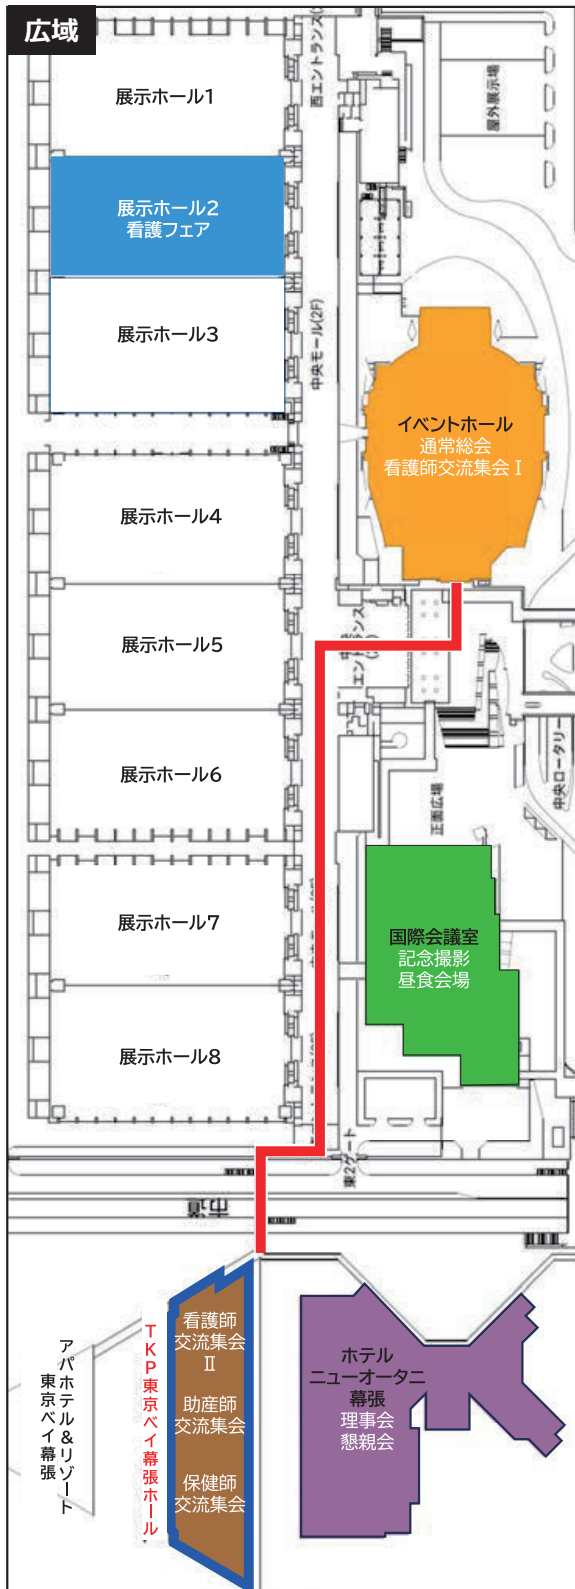 広域
展示ホール1
西エントランス
屋外展示場
展示ホール2
看護フェア
展示ホール3
中央モール(2F)
イベントホール
通常総会
看護師交流集会 I
展示ホール4
展示ホール5
エントランス
展示ホール6
正面広場
中央ロータリー
展示ホール7
国際会議室
記念撮影
昼食会場
展示ホール8
東2ゲート
市道
アパホテル&リゾート
東京ベイ幕張
TKP東京ベイ幕張ホール
看護師
交流集会
II
助産師
交流集会
保健師
交流集会
ホテル
ニューオータニ
幕張
理事会
懇親会